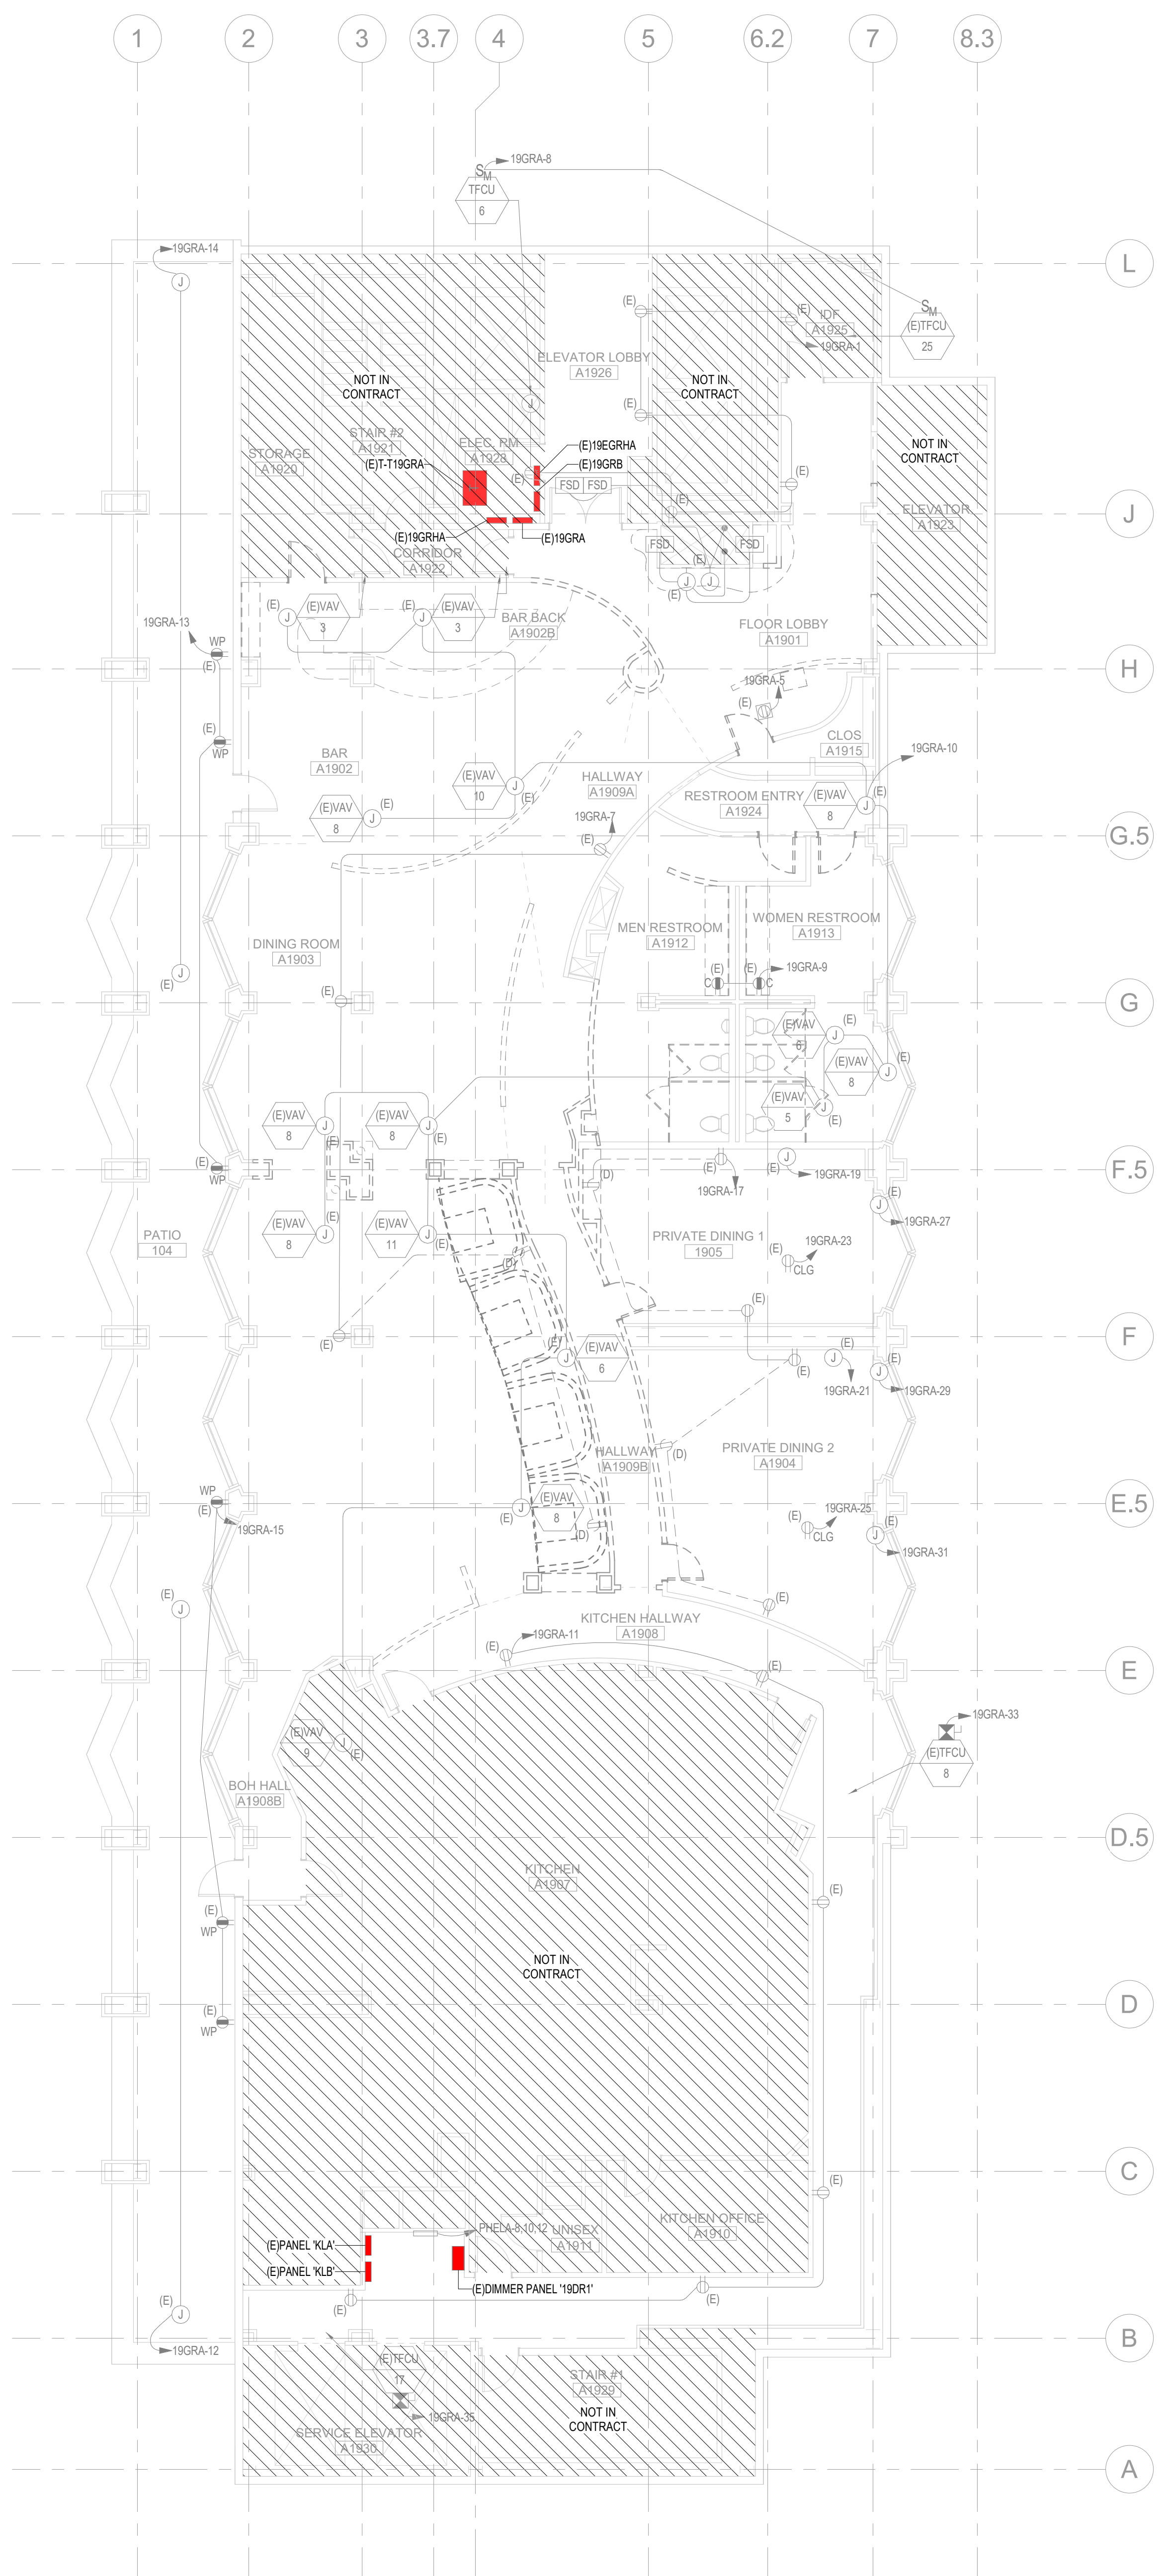 1
2
3
3.7
4
5
6.2
7
8.3
SM
19GRA-8
TFCU
6
19GRA-14
L
J
(E)
(E)
IDF
A1925
SM
(E)TFCU
25
19GRA-1
ELEVATOR LOBBY
A1926
NOT IN
CONTRACT
NOT IN
CONTRACT
J
(E)
(E)
STAIR #2
A1921
ELEC. RM
A1928
STORAGE
A1920
(E)T-T19GRA
(E)19EGRHA
(E)19GRB
(E)
FSD
FSD
(E)
(E)
NOT IN
CONTRACT
ELEVATOR
A1923
J
(E)19GRHA
(E)19GRA
CORRIDOR
A1922
FSD
FSD
(E)
J
J
(E)
(E)
J
(E)VAV
3
(E)
J
(E)VAV
3
BAR BACK
A1902B
FLOOR LOBBY
A1901
19GRA-13
WP
(E)
H
19GRA-5
(E)
(E)
WP
BAR
A1902
CLOS
A1915
19GRA-10
HALLWAY
A1909A
(E)VAV
10
J
(E)
RESTROOM ENTRY
A1924
(E)VAV
8
J
(E)
(E)VAV
8
J
(E)
19GRA-7
(E)
G.5
MEN RESTROOM
A1912
WOMEN RESTROOM
A1913
DINING ROOM
A1903
J
(E)
(E)
(E)
C
C
19GRA-9
(E)
G
(E)VAV
6
J
(E)
(E)VAV
8
J
(E)
(E)VAV
5
J
(E)
(E)VAV
8
J
(E)
(E)VAV
8
J
(E)
(E)
WP
(E)
19GRA-17
(D)
(E)
J
19GRA-19
F.5
J
(E)
19GRA-27
PATIO
104
(E)VAV
8
J
(E)
(E)VAV
11
J
(E)
(D)
PRIVATE DINING 1
1905
(E)
19GRA-23
CLG
(E)
F
(E)
(E)
J
(E)VAV
6
(E)
J
(E)
19GRA-21
J
(E)
19GRA-29
HALLWAY
A1909B
(D)
PRIVATE DINING 2
A1904
WP
(E)
19GRA-15
J
(E)
(E)VAV
8
(D)
(E)
19GRA-25
CLG
E.5
J
(E)
19GRA-31
(E)
J
(E)
KITCHEN HALLWAY
A1908
(E)
19GRA-11
(E)
E
(E)VAV
9
J
(E)
19GRA-33
(E)TFCU
8
BOH HALL
A1908B
D.5
KITCHEN
A1907
(E)
(E)
WP
NOT IN
CONTRACT
D
(E)
WP
C
(E)
PHELA-8,10,12
UNISEX
A1911
KITCHEN OFFICE
A1910
(E)PANEL 'KLA'
(E)PANEL 'KLB'
(E)DIMMER PANEL '19DR1'
(E)
(E)
(E)
J
B
19GRA-12
(E)TFCU
17
19GRA-35
STAIR #1
A1929
NOT IN
CONTRACT
SERVICE ELEVATOR
A1930
A